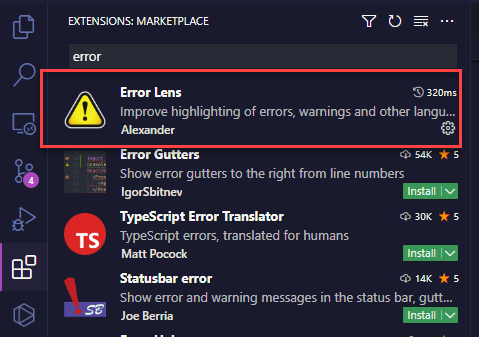 EXTENSIONS: MARKETPLACE
error
Error Lens 320ms
Improve highlighting of errors, warnings and other langu...
Alexander
Error Gutters 54K 5
Show error gutters to the right from line numbers
IgorSbitnev Install
4
TypeScript Error Translator 30K 5
TS
TypeScript errors, translated for humans
Matt Pocock Install
Statusbar error 14K 5
Show error and warning messages in the status bar, gutt...
SB
Joe Berria Install